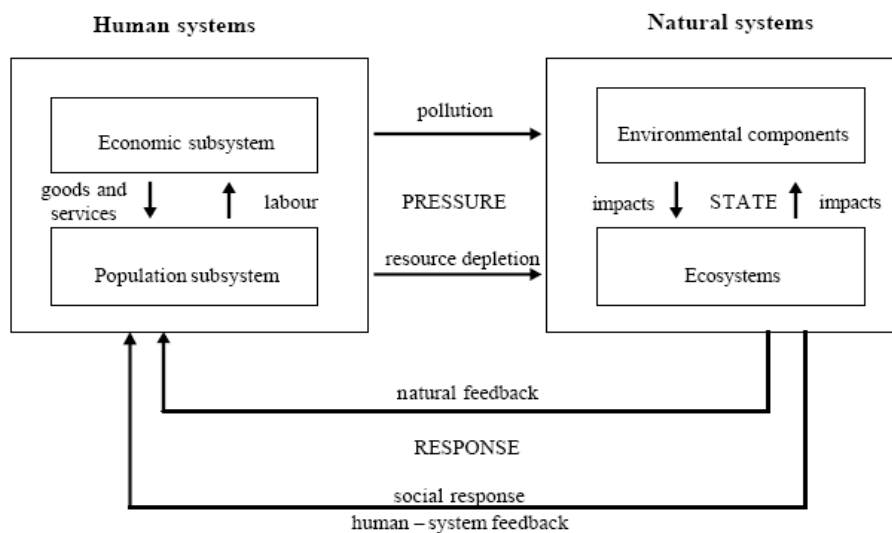 Human systems
Natural systems
pollution
Economic subsystem
Environmental components
goods and
services
labour
PRESSURE
impacts
STATE
impacts
resource depletion
Population subsystem
Ecosystems
natural feedback
RESPONSE
social response
human – system feedback